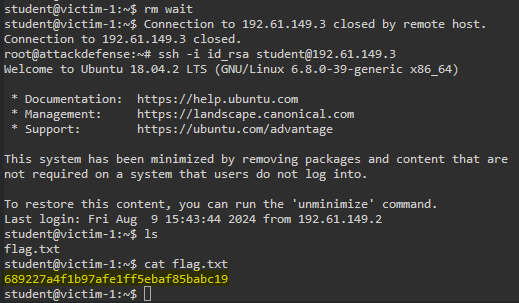 student@victim-1:~$ rm wait
student@victim-1:~$ Connection to 192.61.149.3 closed by remote host.
Connection to 192.61.149.3 closed.
root@attackdefense:~# ssh -i id_rsa student@192.61.149.3
Welcome to Ubuntu 18.04.2 LTS (GNU/Linux 6.8.0-39-generic x86_64)

 * Documentation:  https://help.ubuntu.com
 * Management:     https://landscape.canonical.com
 * Support:        https://ubuntu.com/advantage

This system has been minimized by removing packages and content that are
not required on a system that users do not log into.

To restore this content, you can run the 'unminimize' command.
Last login: Fri Aug  9 15:43:44 2024 from 192.61.149.2
student@victim-1:~$ ls
flag.txt
student@victim-1:~$ cat flag.txt
689227a4f1b97afe1ff5ebaf85babc19
student@victim-1:~$